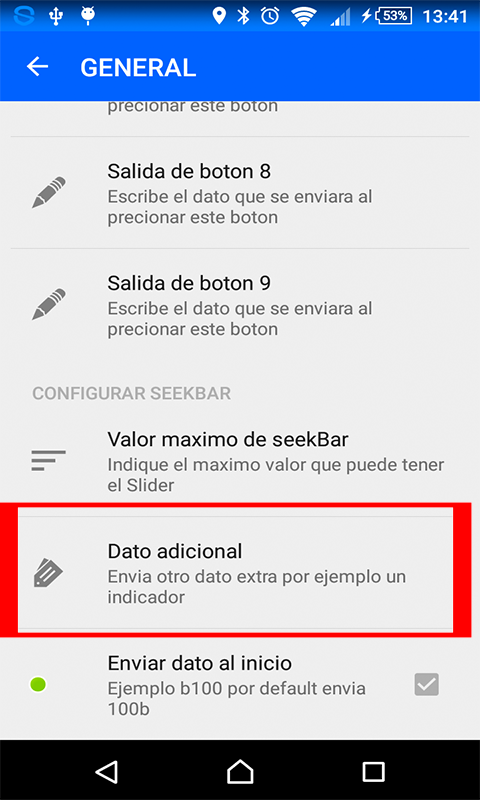 53%
13:41
GENERAL
precionar este boton
Salida de boton 8
Escribe el dato que se enviara al
precionar este boton
Salida de boton 9
Escribe el dato que se enviara al
precionar este boton
CONFIGURAR SEEKBAR
Valor maximo de seekBar
Indique el maximo valor que puede tener
el Slider
Dato adicional
Envia otro dato extra por ejemplo un
indicador
Enviar dato al inicio
Ejemplo b100 por default envia
100b